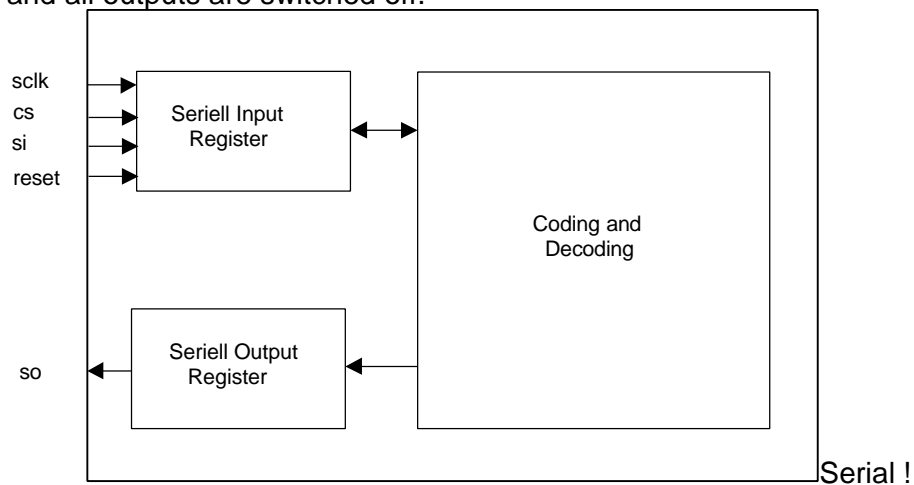 and all outputs are switched off.
sclk
cs
si
reset
Seriell Input
Register
Coding and
Decoding
Seriell Output
Register
so
Serial !